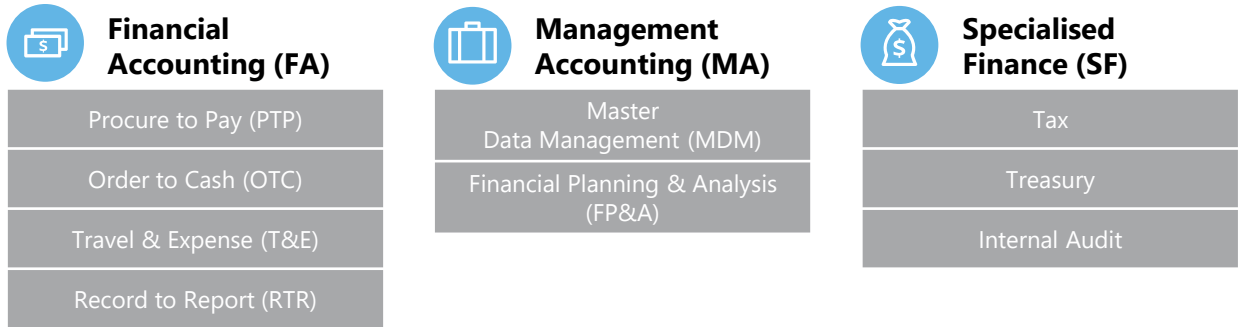 Financial
Accounting (FA)
Procure to Pay (PTP)
Order to Cash (OTC)
Travel & Expense (T&E)
Record to Report (RTR)
Management
Accounting (MA)
Master
Data Management (MDM)
Financial Planning & Analysis
(FP&A)
Specialised
Finance (SF)
Tax
Treasury
Internal Audit